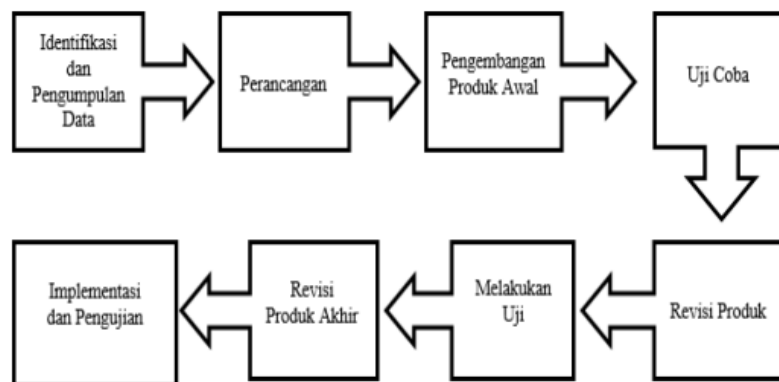 Identifikasi
dan
Pengumpulan
Data
Perancangan
Pengembangan
Produk Awal
Uji Coba
Revisi Produk
Melakukan
Uji
Revisi
Produk Akhir
Implementasi
dan Pengujian